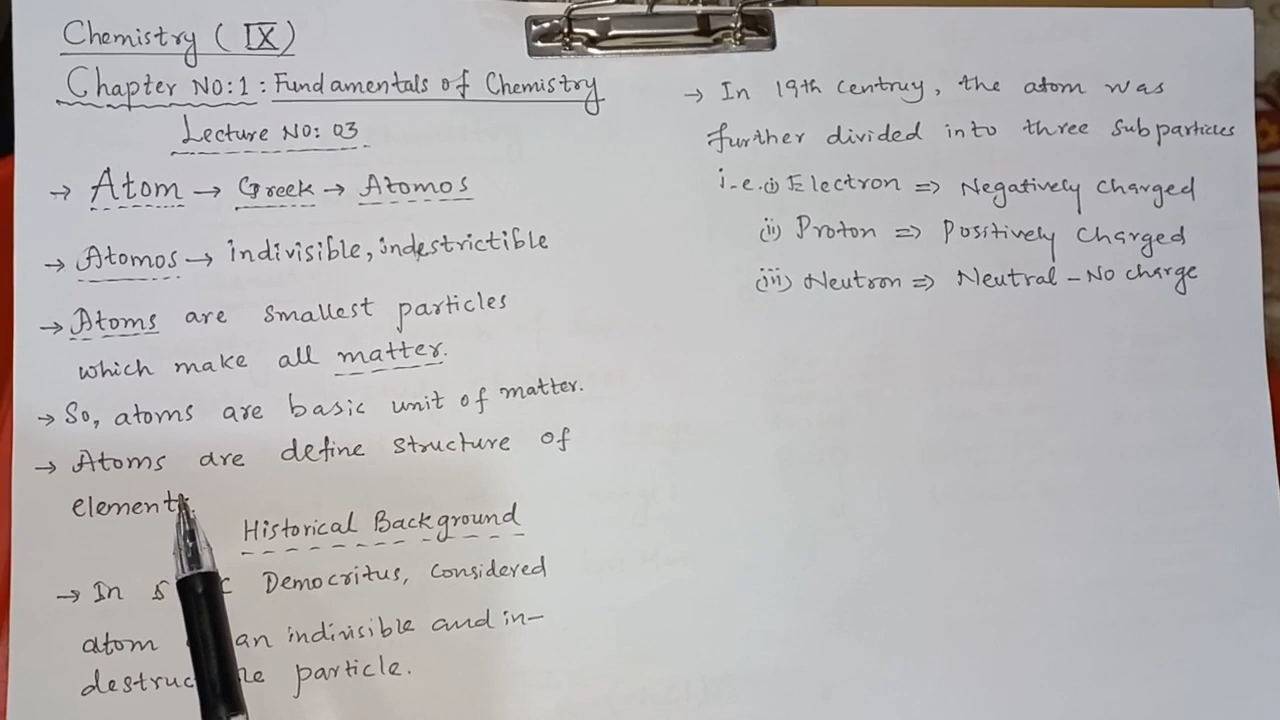 Chemistry (IX)
Chapter No:1 : Fundamentals of Chemistry
Lecture No: 03
→ Atom → Greek → Atomos
→ Atomos → indivisible, indestrictible
→ Atoms are smallest particles
which make all matter.
→ So, atoms are basic unit of matter.
→ Atoms are define structure of
elements.
Historical Background
→ In 5 Democritus, Considered
atom an indivisible and in-
destruc particle.
→ In 19th Centruy, the atom was
further divided into three Subparticles
i.e.(i) Electron => Negatively charged
(ii) Proton => Positively Charged
(iii) Neutron => Neutral - No charge